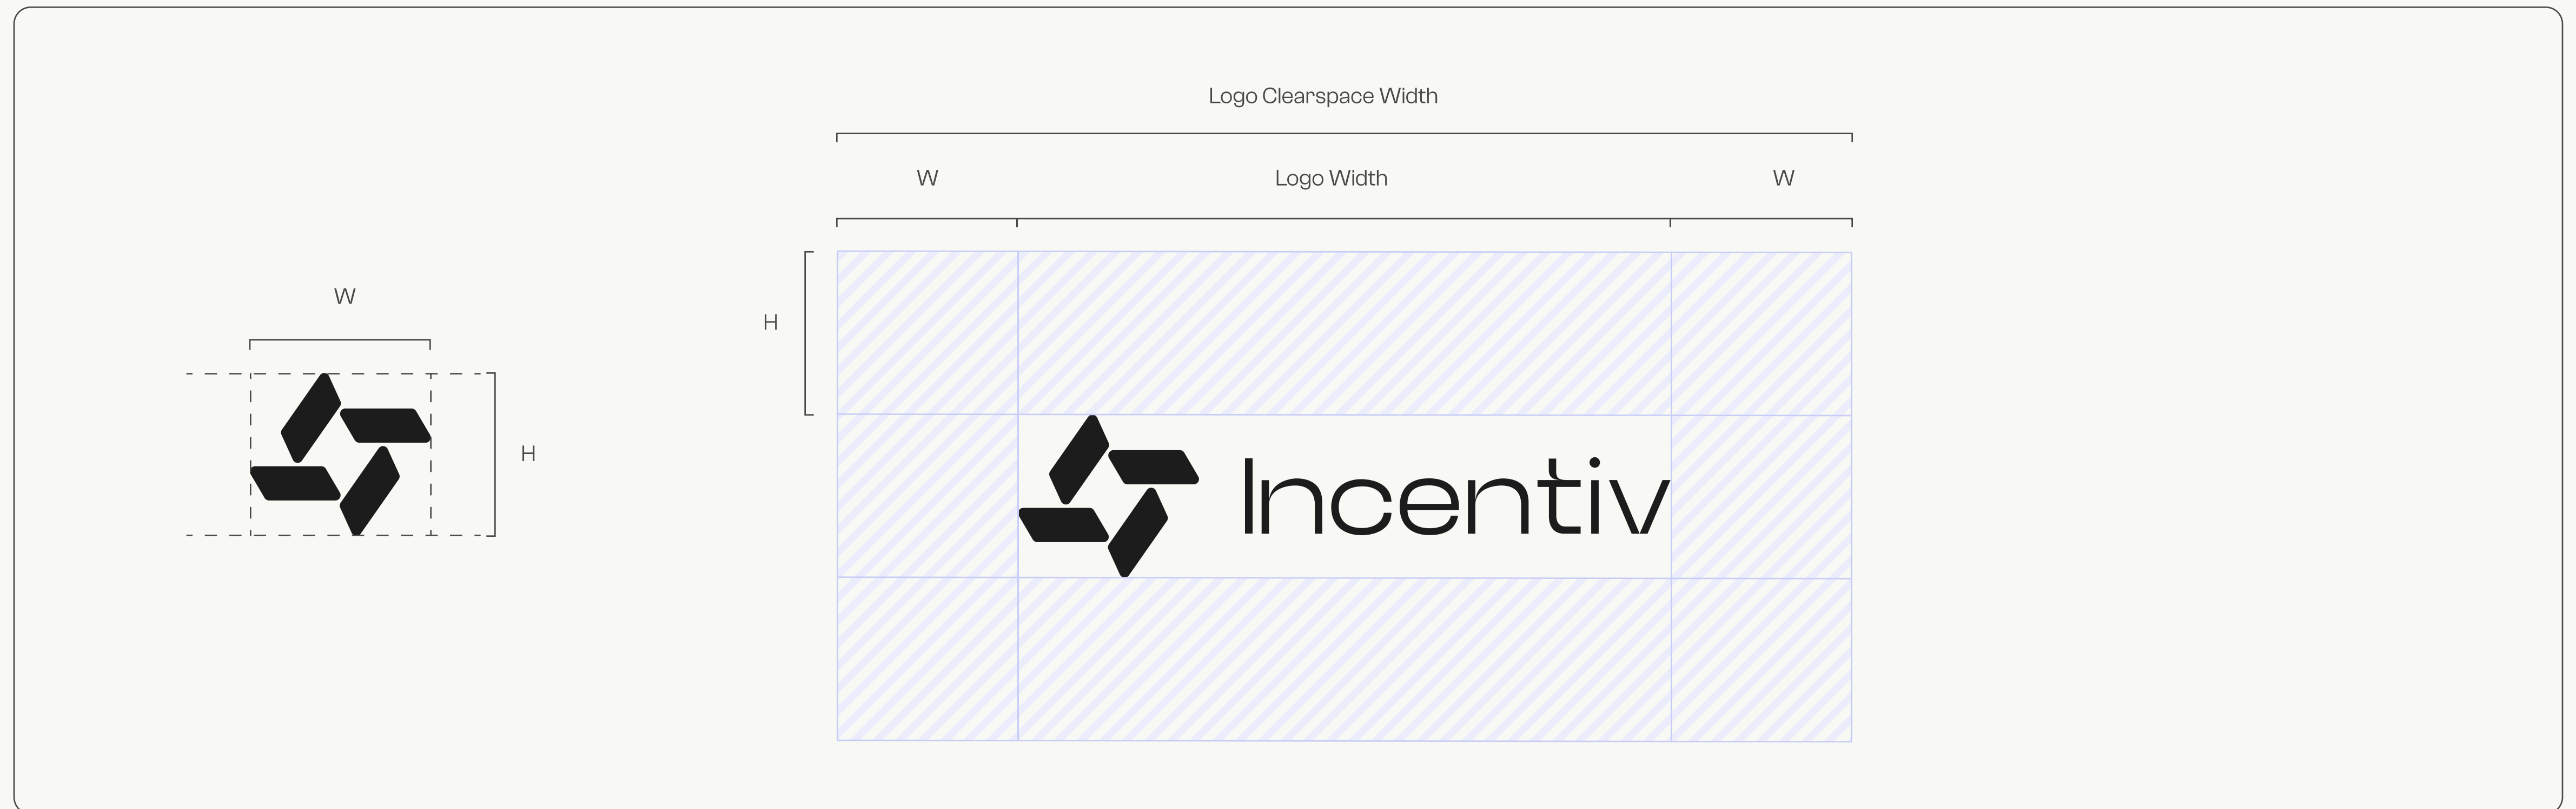 Logo Clearspace Width
W Logo Width W
W
H
H
Incentiv